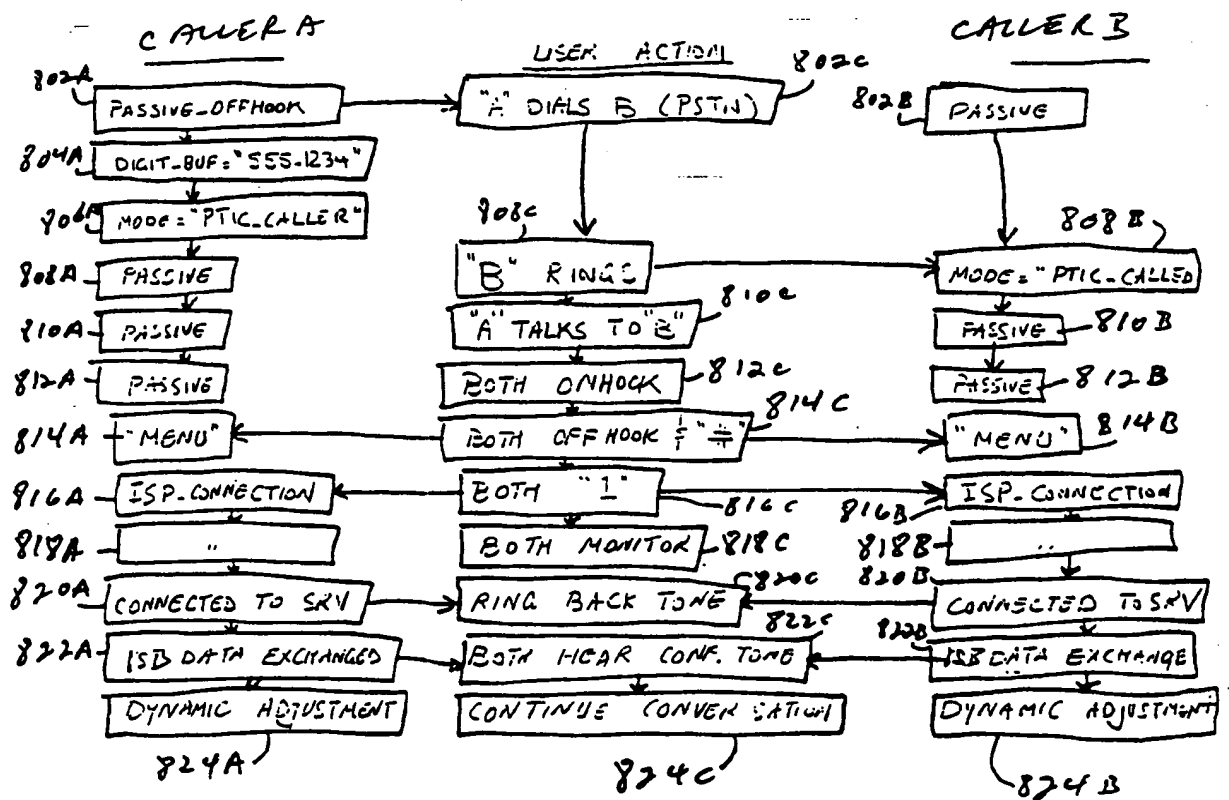 CALLER A
USER ACTION
CALLER B
802A
802C
802B
PASSIVE_OFFHOOK
"A" DIALS B (PSTN)
PASSIVE
804A
DIGIT_BUF="555-1234"
806A
MODE="PTIC_CALLER"
808C
808B
808A
PASSIVE
"B" RINGS
MODE="PTIC_CALLED
810C
810A
PASSIVE
"A" TALKS TO "B"
PASSIVE
810B
812A
PASSIVE
BOTH ONHOOK
812C
PASSIVE
812B
814C
814A
"MENU"
BOTH OFFHOOK & "#"
"MENU"
814B
816A
ISP_CONNECTION
BOTH "1"
816C
816B
ISP_CONNECTION
818A
"
BOTH MONITOR
818C
818B
"
820A
820C
820B
CONNECTED TO SRV
RING BACK TONE
CONNECTED TO SRV
822C
822B
822A
ISB DATA EXCHANGED
BOTH HEAR CONF. TONE
ISB DATA EXCHANGE
DYNAMIC ADJUSTMENT
CONTINUE CONVERSATION
DYNAMIC ADJUSTMENT
824A
824C
824B